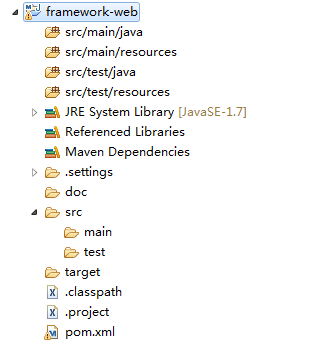 framework-web
src/main/java
src/main/resources
src/test/java
src/test/resources
JRE System Library [JavaSE-1.7]
Referenced Libraries
Maven Dependencies
.settings
doc
src
main
test
target
.classpath
.project
pom.xml